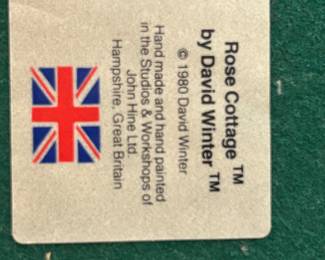 Rose Cottage ™
by David Winter ™
© 1980 David Winter
Hand made and hand painted
in the Studios & Workshops of
John Hine Ltd.
Hampshire, Great Britain